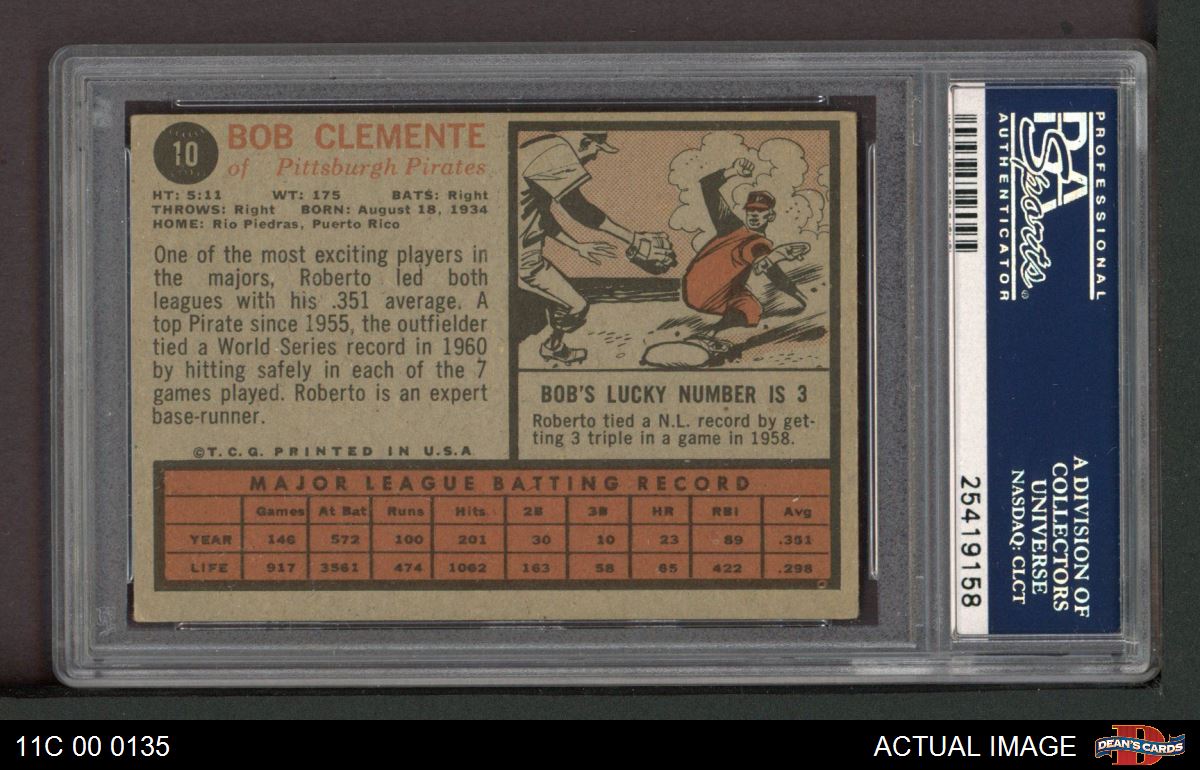 10
BOB CLEMENTE
of Pittsburgh Pirates
HT: 5:11 WT: 175 BATS: Right
THROWS: Right BORN: August 18, 1934
HOME: Rio Piedras, Puerto Rico
One of the most exciting players in
the majors, Roberto ed both
leagues with his .351 average. A
top Pirate since 1955, the outfielder
tied a World Series record in 1960
by hitting safely in each of the 7
games played. Roberto is an expert
base-runner.
©T.C.G. PRINTED IN U.S.A.
BOB'S LUCKY NUMBER IS 3
Roberto tied a N.L. record by get-
ting 3 triple in a game in 1958.
MAJOR LEAGUE BATTING RECORD
Games At Bat Runs Hits 2B 3B HR RBI Avg
YEAR 146 572 100 201 30 10 23 89 .351
LIFE 917 3561 474 1062 163 58 65 422 .298
PROFESSIONAL
PSA
Sports®
AUTHENTICATOR
A DIVISION OF
COLLECTORS
UNIVERSE
NASDAQ: CLCT
25419158
11C 00 0135
ACTUAL IMAGE
D
DEAN'S CARDS